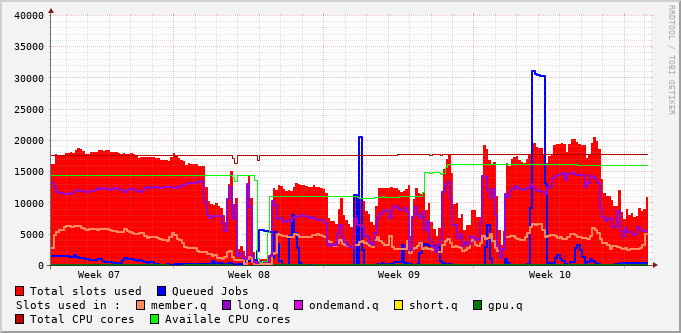 40000
35000
30000
25000
20000
15000
10000
5000
0
Week 07 Week 08 Week 09 Week 10
RRDTOOL / TOBI OETIKER
Total slots used Queued Jobs
Slots used in : member.q long.q ondemand.q short.q gpu.q
Total CPU cores Availale CPU cores